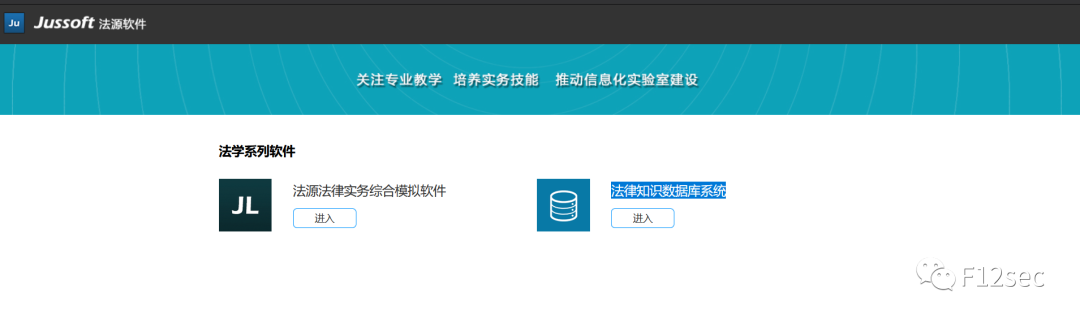 Ju Jussoft 法源软件
关注专业教学 培养实务技能 推动信息化实验室建设
法学系列软件
JL 法源法律实务综合模拟软件
进入
法律知识数据库系统
进入
F12sec